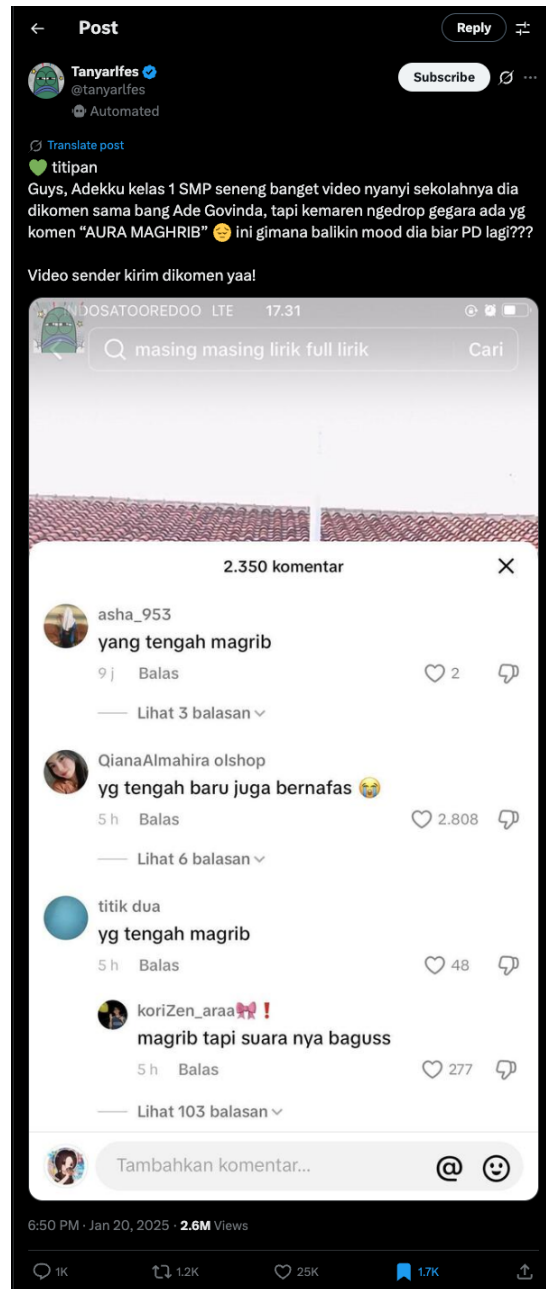 Post
Reply
Tanyarlfes
@tanyarlfes
Subscribe
Automated
Translate post
💚 titipan
Guys, Adekku kelas 1 SMP seneng banget video nyanyi sekolahnya dia
dikomen sama bang Ade Govinda, tapi kemaren ngedrop gegara ada yg
komen “AURA MAGHRIB” 😔 ini gimana balikin mood dia biar PD lagi???
Video sender kirim dikomen yaa!
INDOSATOOREDOO LTE 17.31
masing masing lirik full lirik
Cari
2.350 komentar
asha_953
yang tengah magrib
9 j Balas 2
Lihat 3 balasan
QianaAlmahira olshop
yg tengah baru juga bernafas 😭
5 h Balas 2.808
Lihat 6 balasan
titik dua
yg tengah magrib
5 h Balas 48
koriZen_araa🎀❗
magrib tapi suara nya baguss
5 h Balas 277
Lihat 103 balasan
Tambahkan komentar...
6:50 PM · Jan 20, 2025 · 2.6M Views
1K 1.2K 25K 1.7K